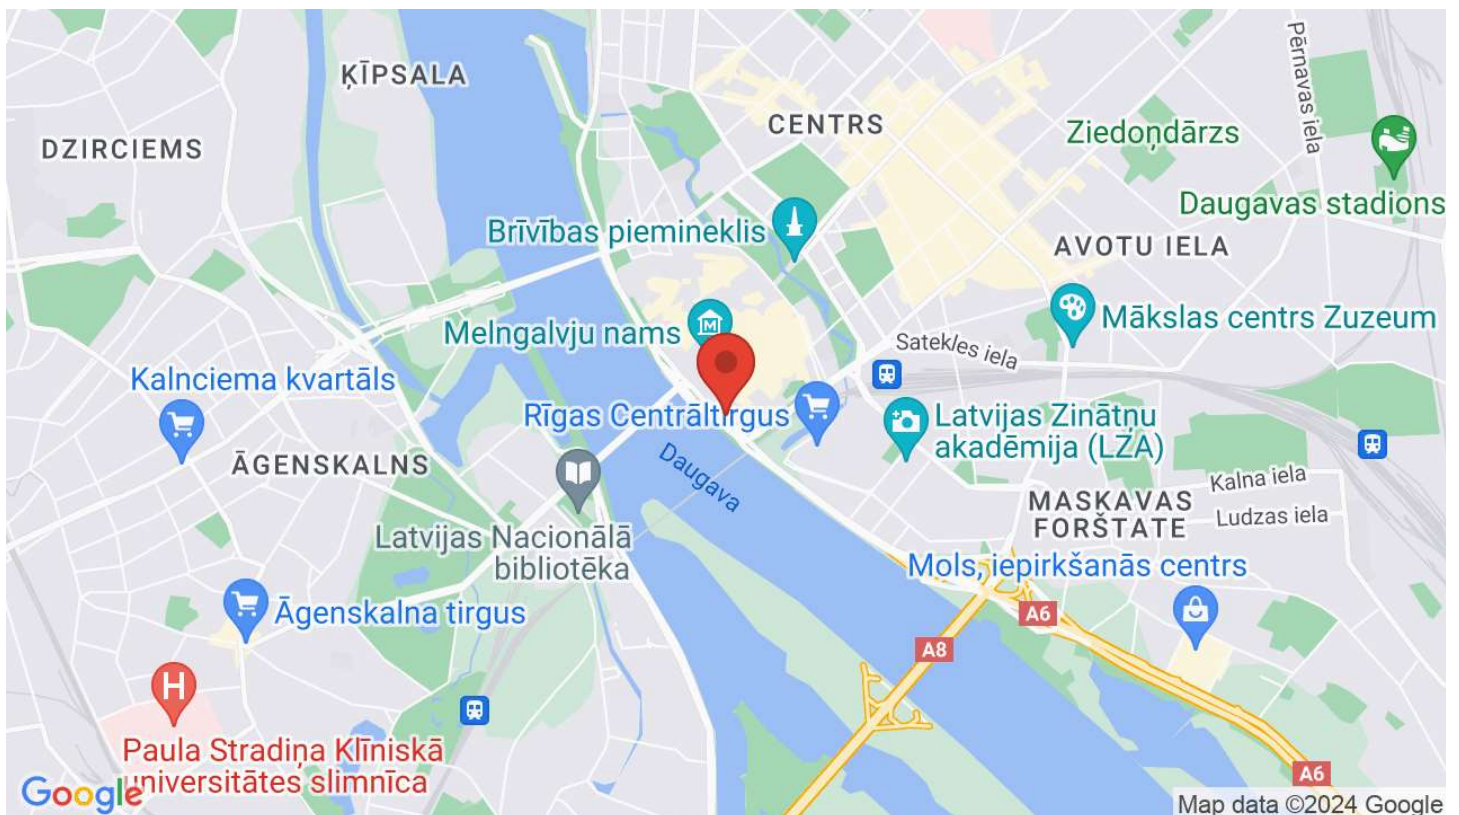 Pērnavas iela
ĶĪPSALA
CENTRS
Ziedoņdārzs
DZIRCIEMS
Daugavas stadions
Brīvības piemineklis
AVOTU IELA
M
Melngalvju nams
Mākslas centrs Zuzeum
Satekles iela
Kalnciema kvartāls
Rīgas Centrāltirgus
Latvijas Zinātņu
akadēmija (LZA)
ĀGENSKALNS
Daugava
Kalna iela
MASKAVAS
FORŠTATE
Ludzas iela
Latvijas Nacionālā
bibliotēka
Mols, iepirkšanās centrs
Āgenskalna tirgus
A6
A8
H
Paula Stradiņa Klīniskā
universitātes slimnīca
A6
Google
Map data ©2024 Google